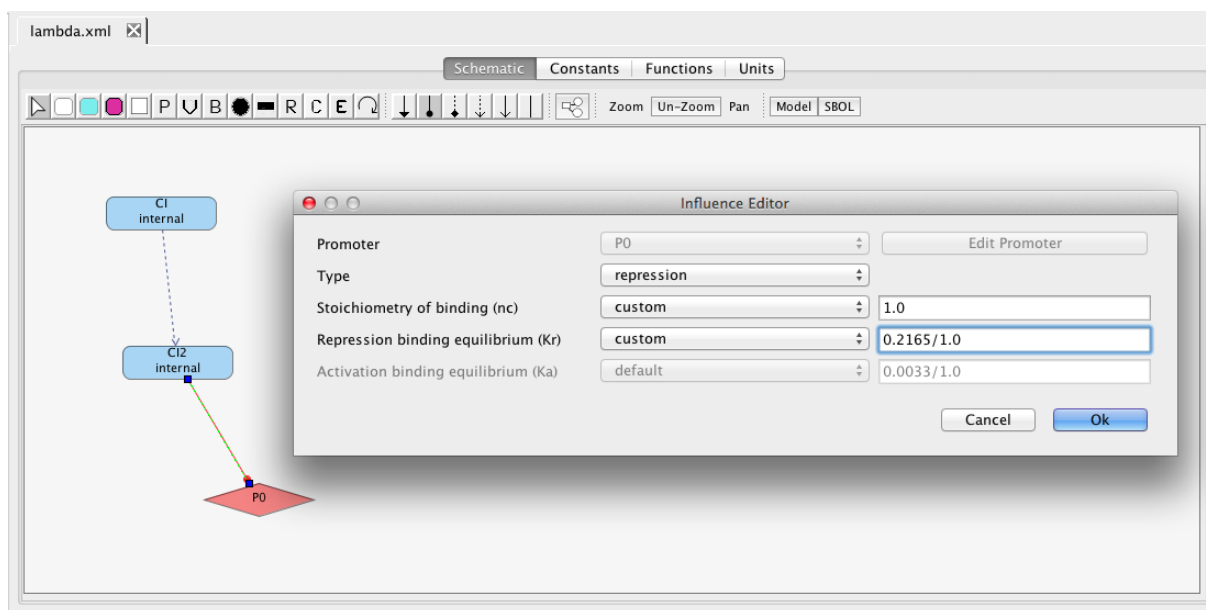 lambda.xml
Schematic Constants Functions Units
P V B R C E Zoom Un-Zoom Pan Model SBOL
CI
internal
CI2
internal
P0
Influence Editor
Promoter P0 Edit Promoter
Type repression
Stoichiometry of binding (nc) custom 1.0
Repression binding equilibrium (Kr) custom 0.2165/1.0
Activation binding equilibrium (Ka) default 0.0033/1.0
Cancel Ok